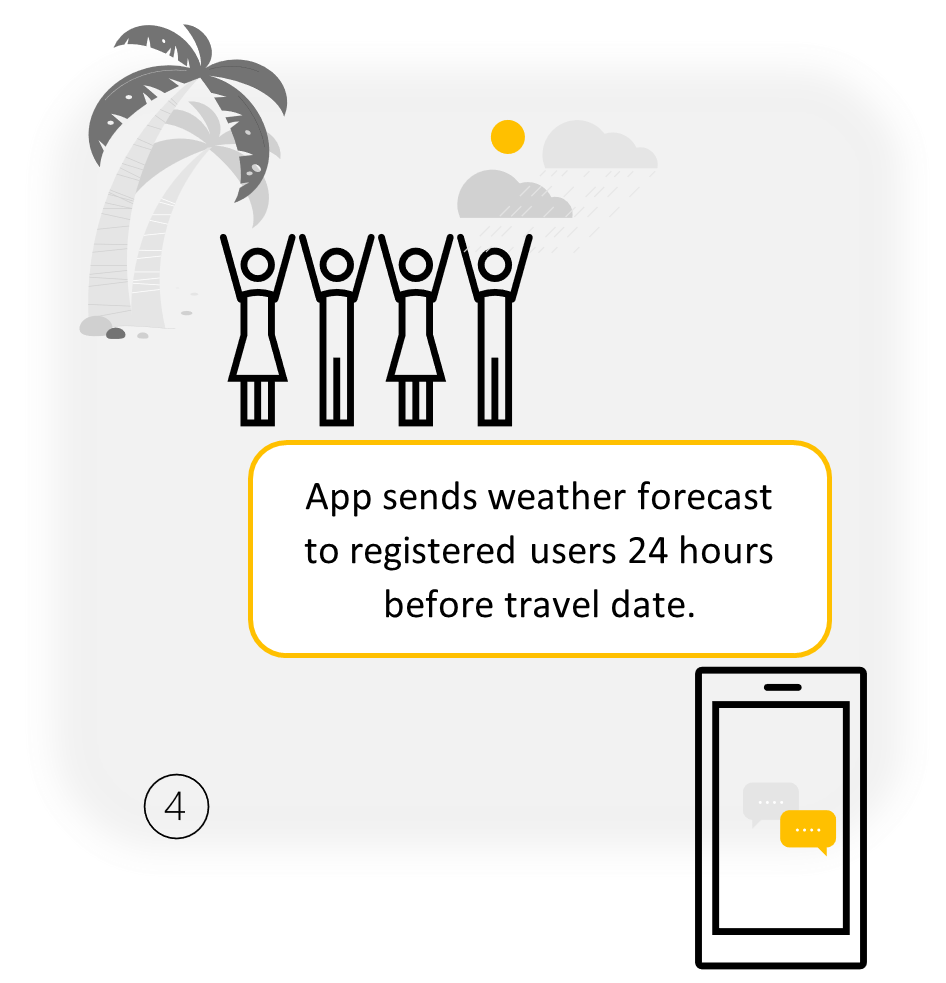 App sends weather forecast
to registered users 24 hours
before travel date.
4